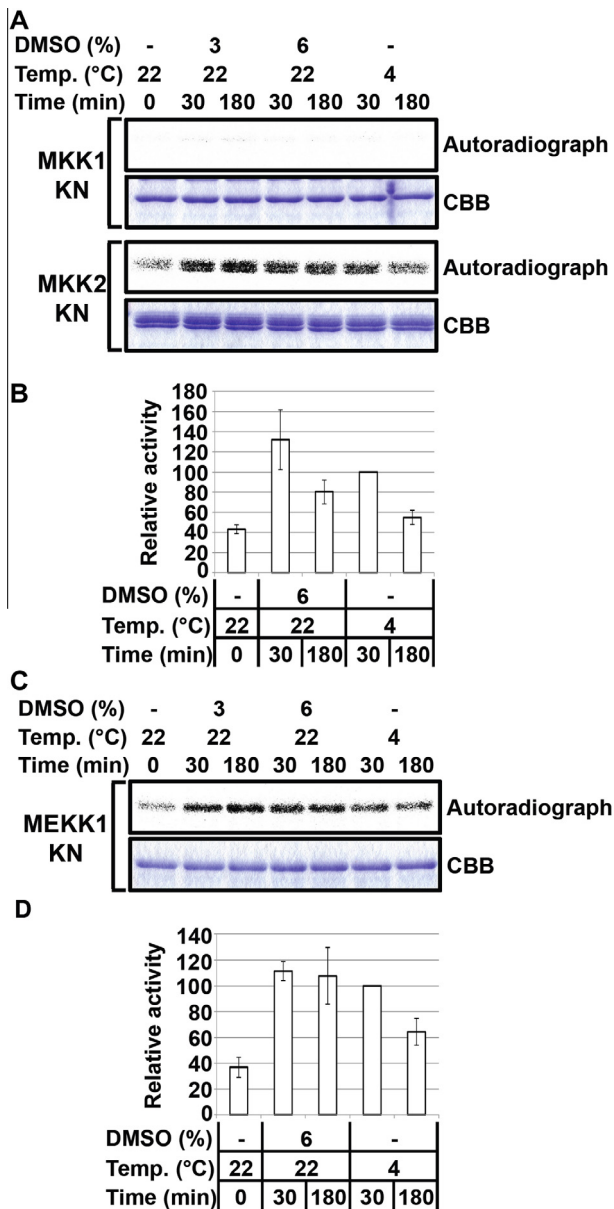 A
DMSO (%) - 3 6 -
Temp. (°C) 22 22 22 4
Time (min) 0 30 180 30 180 30 180
MKK1 KN
Autoradiograph
CBB
MKK2 KN
Autoradiograph
CBB
B
Relative activity
180
160
140
120
100
80
60
40
20
0
DMSO (%) - 6 -
Temp. (°C) 22 22 4
Time (min) 0 30 180 30 180
C
DMSO (%) - 3 6 -
Temp. (°C) 22 22 22 4
Time (min) 0 30 180 30 180 30 180
MEKK1 KN
Autoradiograph
CBB
D
Relative activity
140
120
100
80
60
40
20
0
DMSO (%) - 6 -
Temp. (°C) 22 22 4
Time (min) 0 30 180 30 180